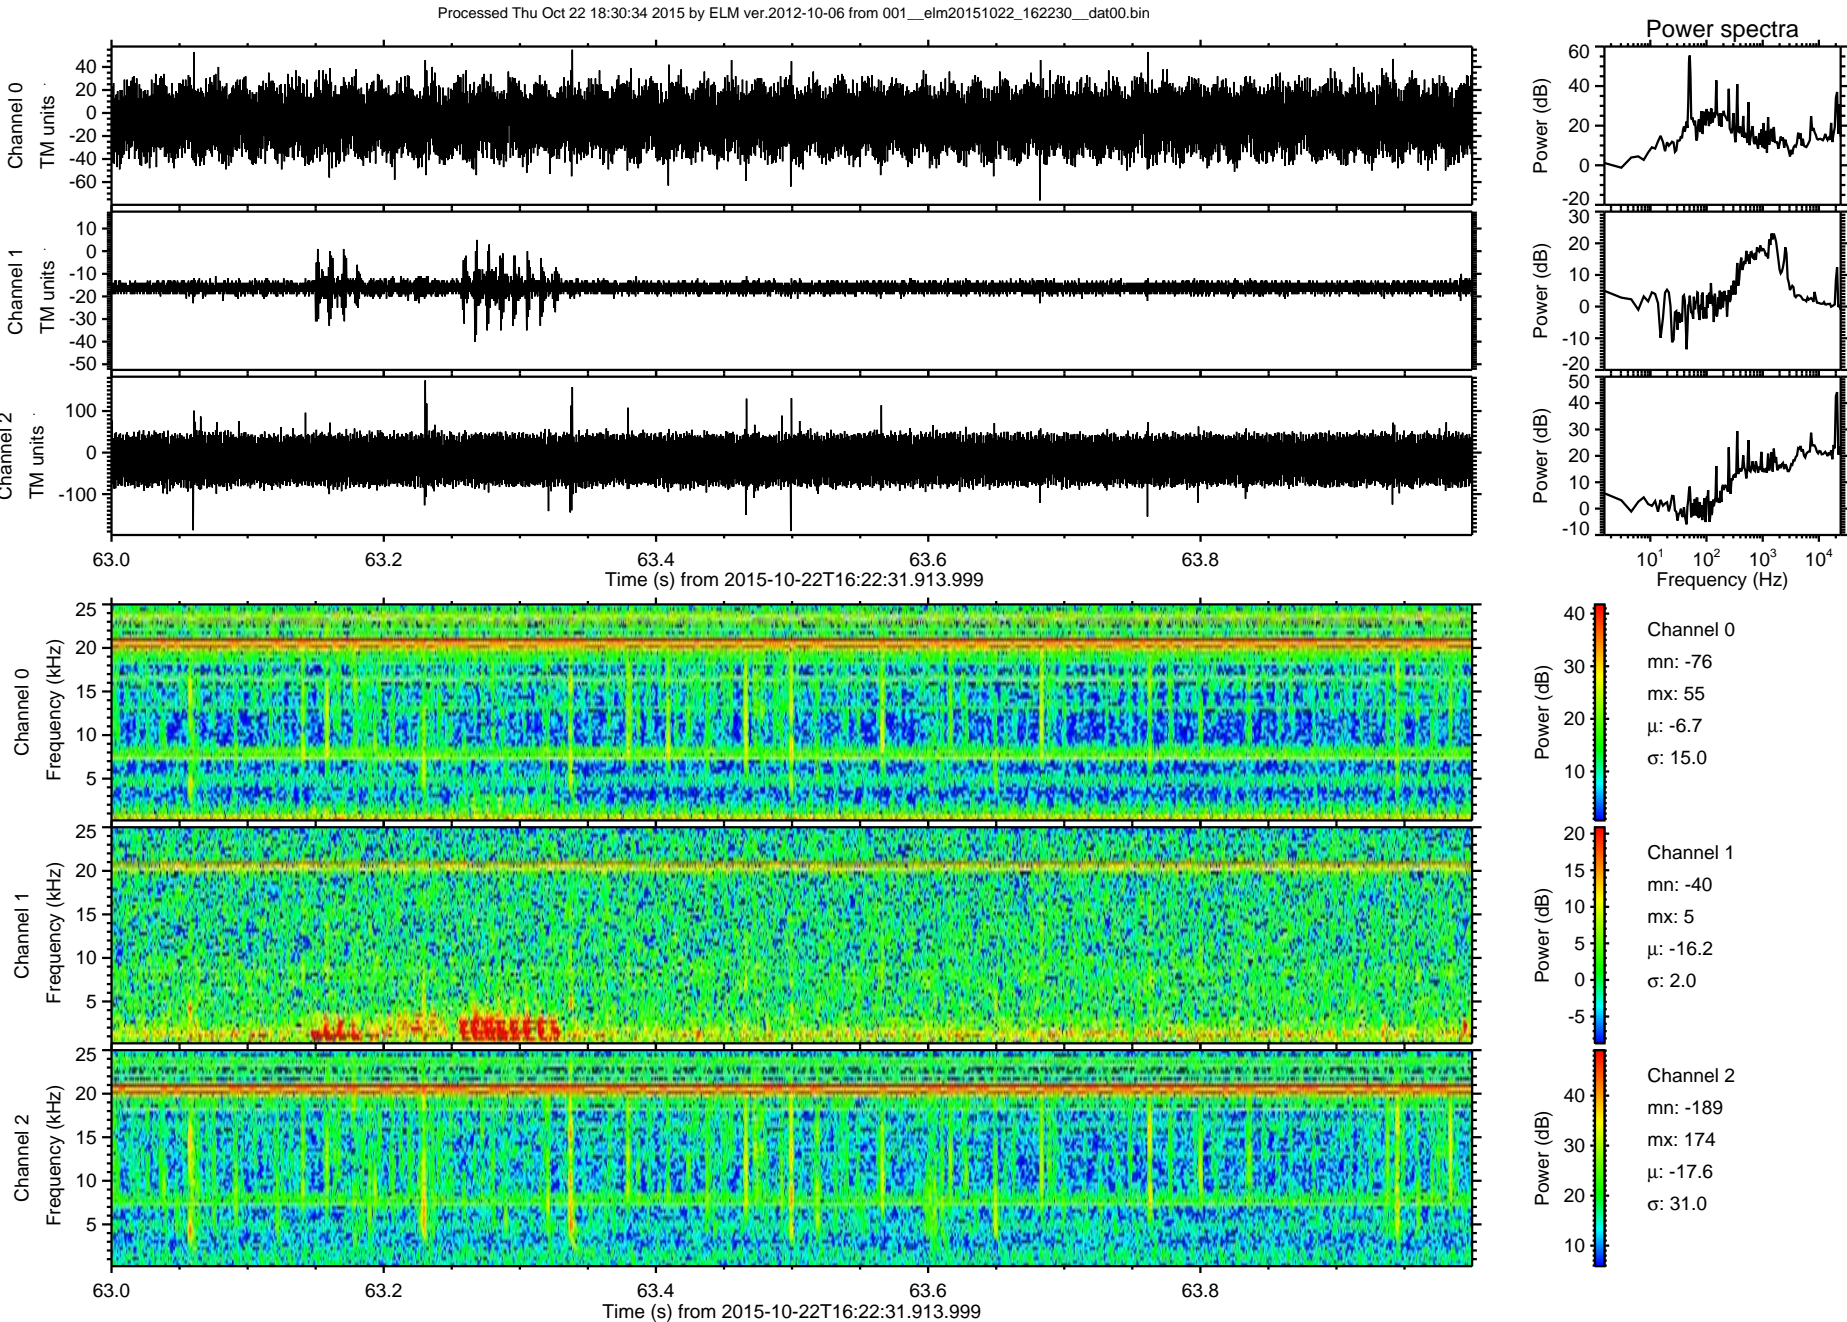 Processed Thu Oct 22 18:30:34 2015 by ELM ver.2012-10-06 from 001__elm20151022_162230__dat00.bin
Power spectra
Channel 0
TM units
40
20
0
-20
-40
-60
Power (dB)
60
40
20
0
-20
Channel 1
TM units
10
0
-10
-20
-30
-40
-50
Power (dB)
30
20
10
0
-10
-20
Channel 2
TM units
100
0
-100
Power (dB)
50
40
30
20
10
0
-10
63.0 63.2 63.4 63.6 63.8
Time (s) from 2015-10-22T16:22:31.913.999
10^1 10^2 10^3 10^4
Frequency (Hz)
Channel 0
Frequency (kHz)
25
20
15
10
5
Power (dB)
40
30
20
10
Channel 0
mn: -76
mx: 55
μ: -6.7
σ: 15.0
Channel 1
Frequency (kHz)
25
20
15
10
5
Power (dB)
20
15
10
5
0
-5
Channel 1
mn: -40
mx: 5
μ: -16.2
σ: 2.0
Channel 2
Frequency (kHz)
25
20
15
10
5
Power (dB)
40
30
20
10
Channel 2
mn: -189
mx: 174
μ: -17.6
σ: 31.0
63.0 63.2 63.4 63.6 63.8
Time (s) from 2015-10-22T16:22:31.913.999